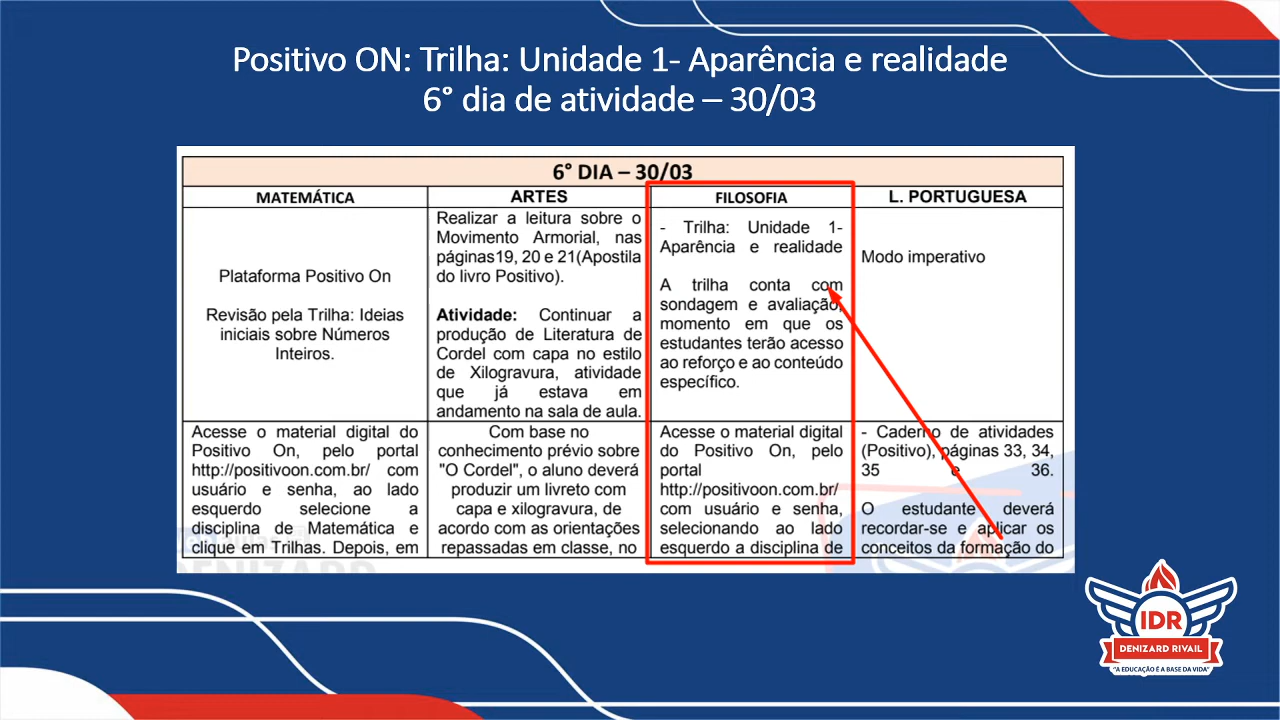 Positivo ON: Trilha: Unidade 1- Aparência e realidade
6° dia de atividade – 30/03
6° DIA – 30/03
MATEMÁTICA
ARTES
FILOSOFIA
L. PORTUGUESA
Plataforma Positivo On
Revisão pela Trilha: Ideias
iniciais sobre Números
Inteiros.
Realizar a leitura sobre o
Movimento Armorial, nas
páginas19, 20 e 21(Apostila
do livro Positivo).
Atividade: Continuar a
produção de Literatura de
Cordel com capa no estilo
de Xilogravura, atividade
que já estava em
andamento na sala de aula.
- Trilha: Unidade 1-
Aparência e realidade
A trilha conta com
sondagem e avaliação,
momento em que os
estudantes terão acesso
ao reforço e ao conteúdo
específico.
Modo imperativo
Acesse o material digital do
Positivo On, pelo portal
http://positivoon.com.br/ com
usuário e senha, ao lado
esquerdo selecione a
disciplina de Matemática e
clique em Trilhas. Depois, em
Com base no
conhecimento prévio sobre
"O Cordel", o aluno deverá
produzir um livreto com
capa e xilogravura, de
acordo com as orientações
repassadas em classe, no
Acesse o material digital
do Positivo On, pelo
portal
http://positivoon.com.br/
com usuário e senha,
selecionando ao lado
esquerdo a disciplina de
- Caderno de atividades
(Positivo), páginas 33, 34,
35 e 36.
O estudante deverá
recordar-se e aplicar os
conceitos da formação do
DENIZARD
IDR
DENIZARD RIVAIL
"A EDUCAÇÃO É A BASE DA VIDA"